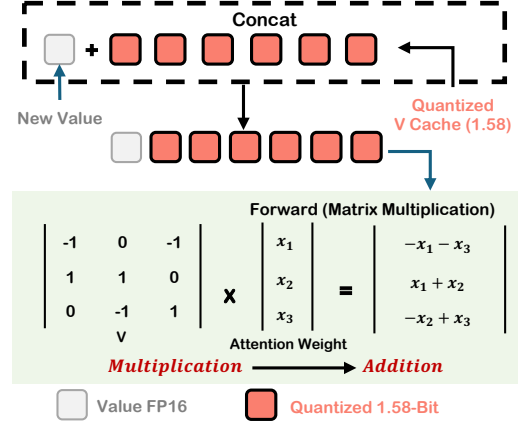 Concat
+
New Value
Quantized
V Cache (1.58)
Forward (Matrix Multiplication)
-1 0 -1 x₁ −x₁ − x₃
1 1 0 x x₂ = x₁ + x₂
0 -1 1 x₃ −x₂ + x₃
V
Attention Weight
Multiplication Addition
Value FP16 Quantized 1.58-Bit